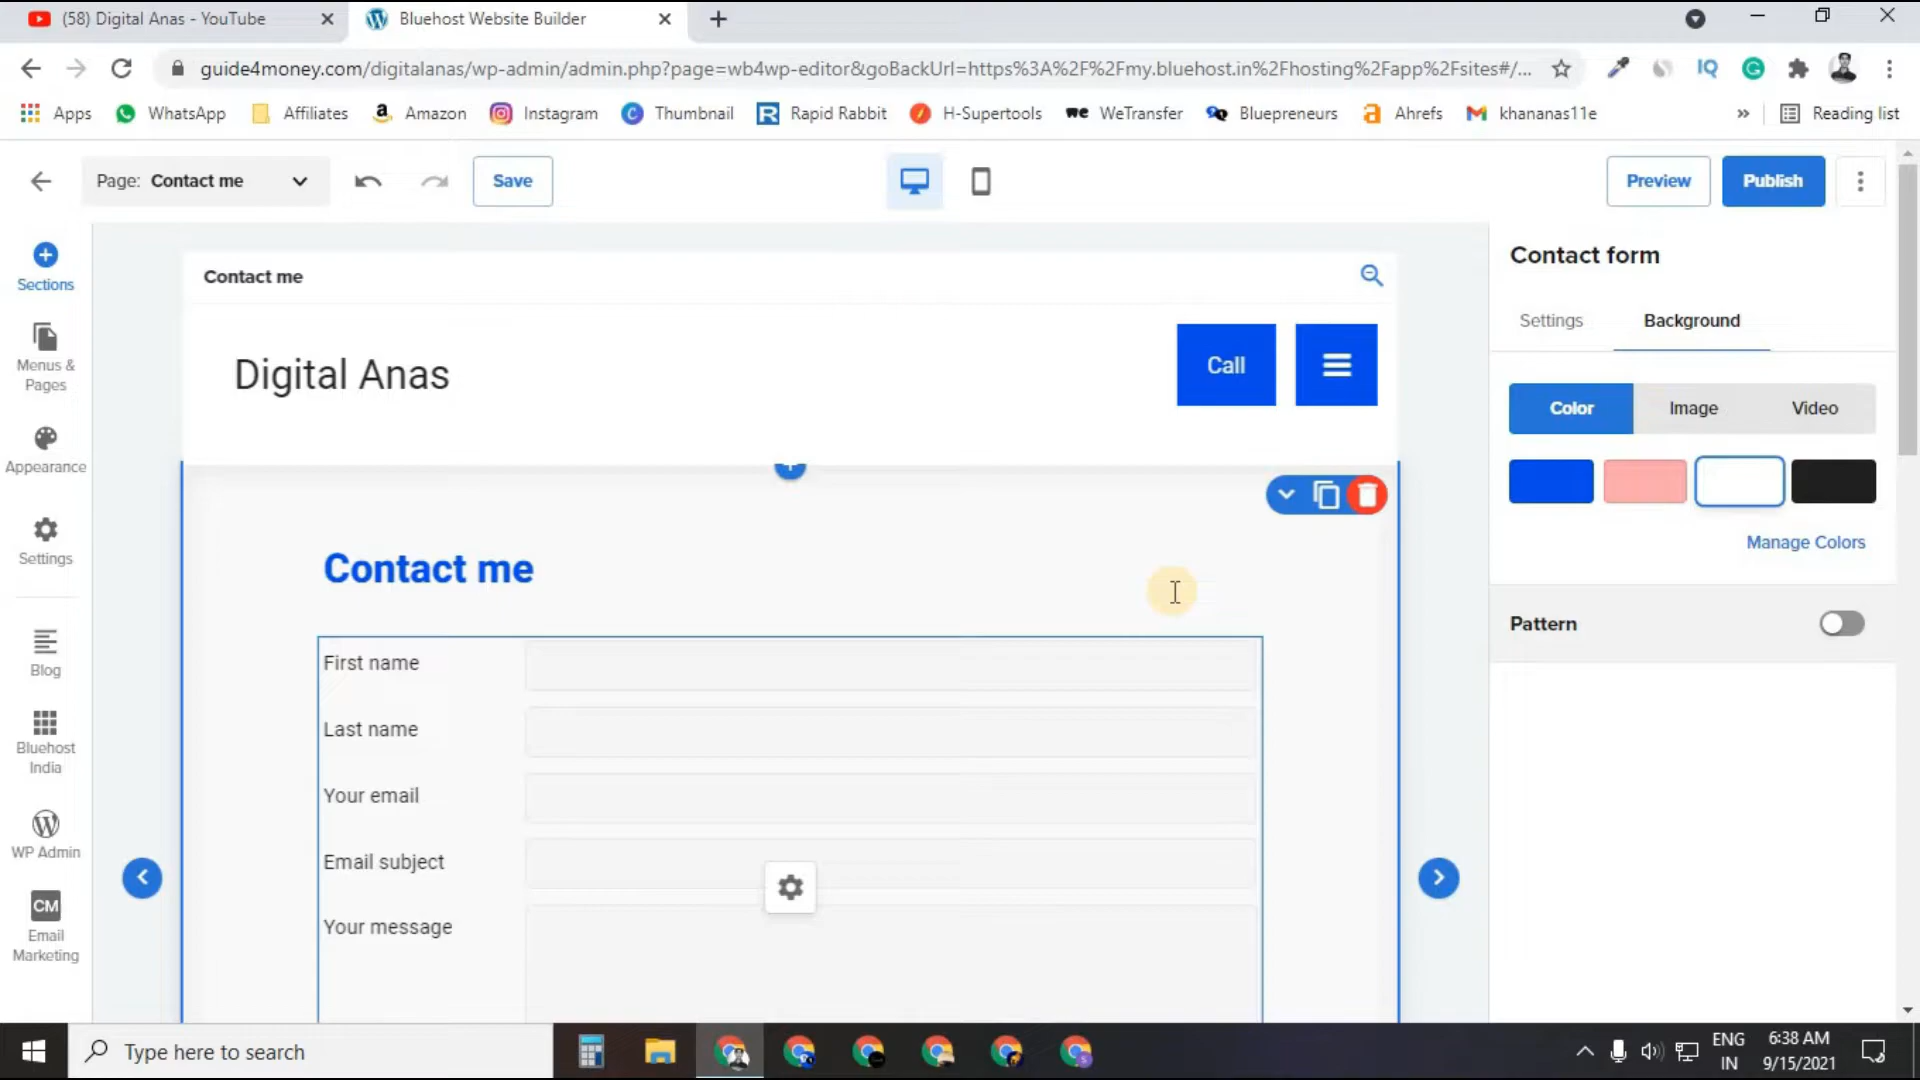 (58) Digital Anas - YouTube
Bluehost Website Builder
guide4money.com/digitalanas/wp-admin/admin.php?page=wb4wp-editor&goBackUrl=https%3A%2F%2Fmy.bluehost.in%2Fhosting%2Fapp%2Fsites#/...
IQ
Apps
WhatsApp
Affiliates
Amazon
Instagram
Thumbnail
Rapid Rabbit
H-Supertools
WeTransfer
Bluepreneurs
Ahrefs
khananas11e
Reading list
Page: Contact me
Save
Preview
Publish
Sections
Menus &
Pages
Appearance
Settings
Blog
Bluehost
India
WP Admin
CM
Email
Marketing
Contact me
Digital Anas
Call
Contact me
First name
Last name
Your email
Email subject
Your message
Contact form
Settings
Background
Color
Image
Video
Manage Colors
Pattern
Type here to search
ENG
IN
6:38 AM
9/15/2021